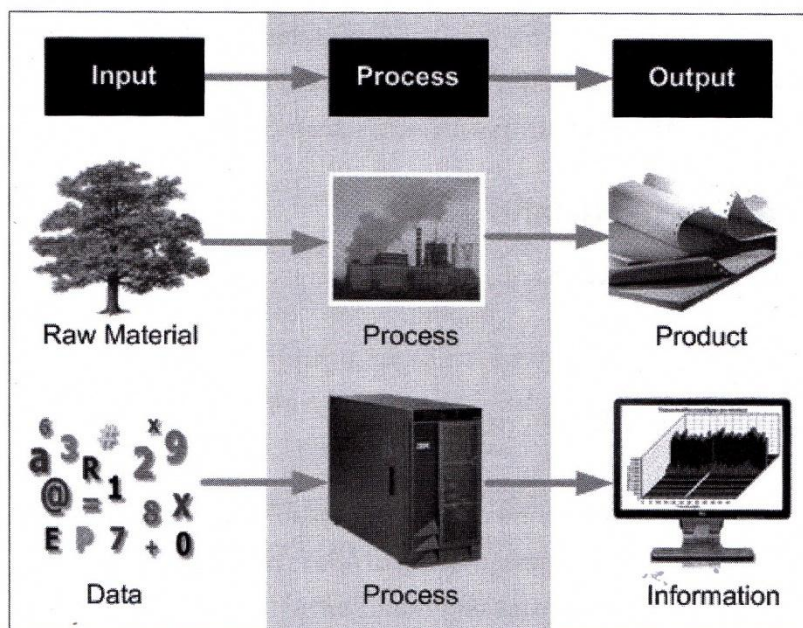 Input Process Output
Raw Material Process Product
6 3 # x 9
a R 2
@ = 1 8 X
E P 7 + 0
IBM
Data Process Information